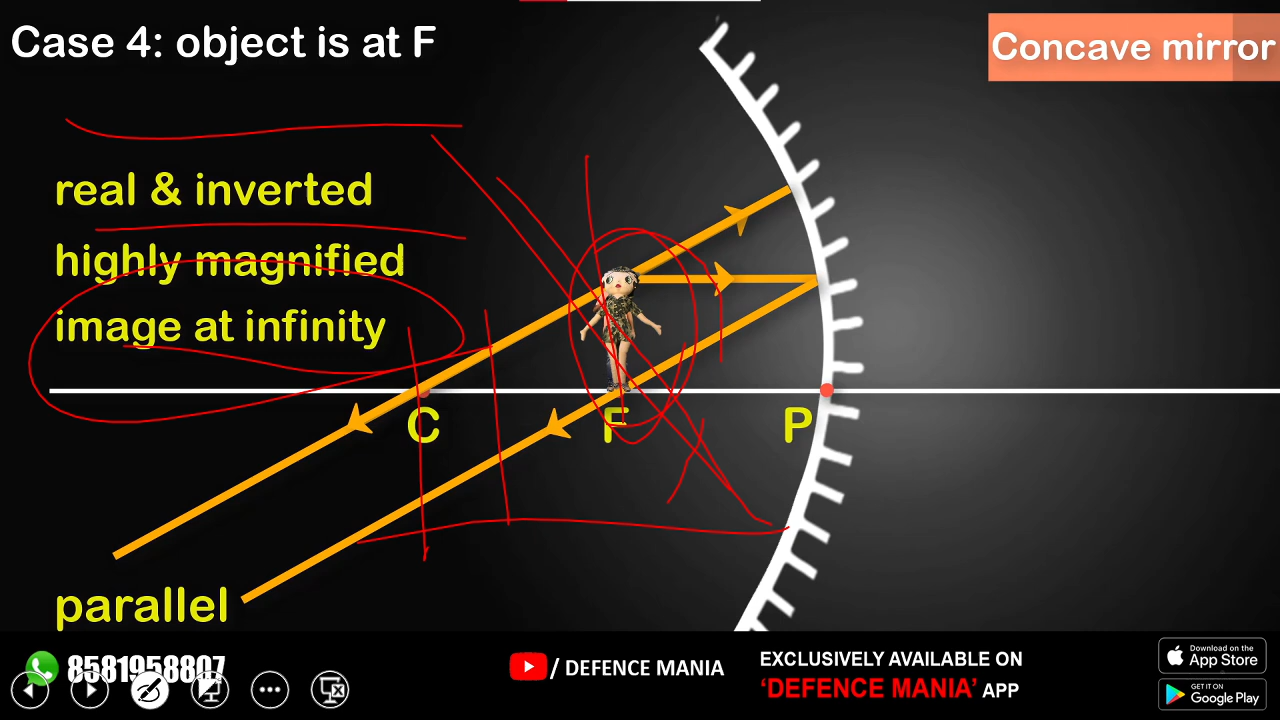 Case 4: object is at F
Concave mirror
real & inverted
highly magnified
image at infinity
C
F
P
parallel
8581958807
/ DEFENCE MANIA
EXCLUSIVELY AVAILABLE ON
‘DEFENCE MANIA’ APP
Download on the
App Store
GET IT ON
Google Play